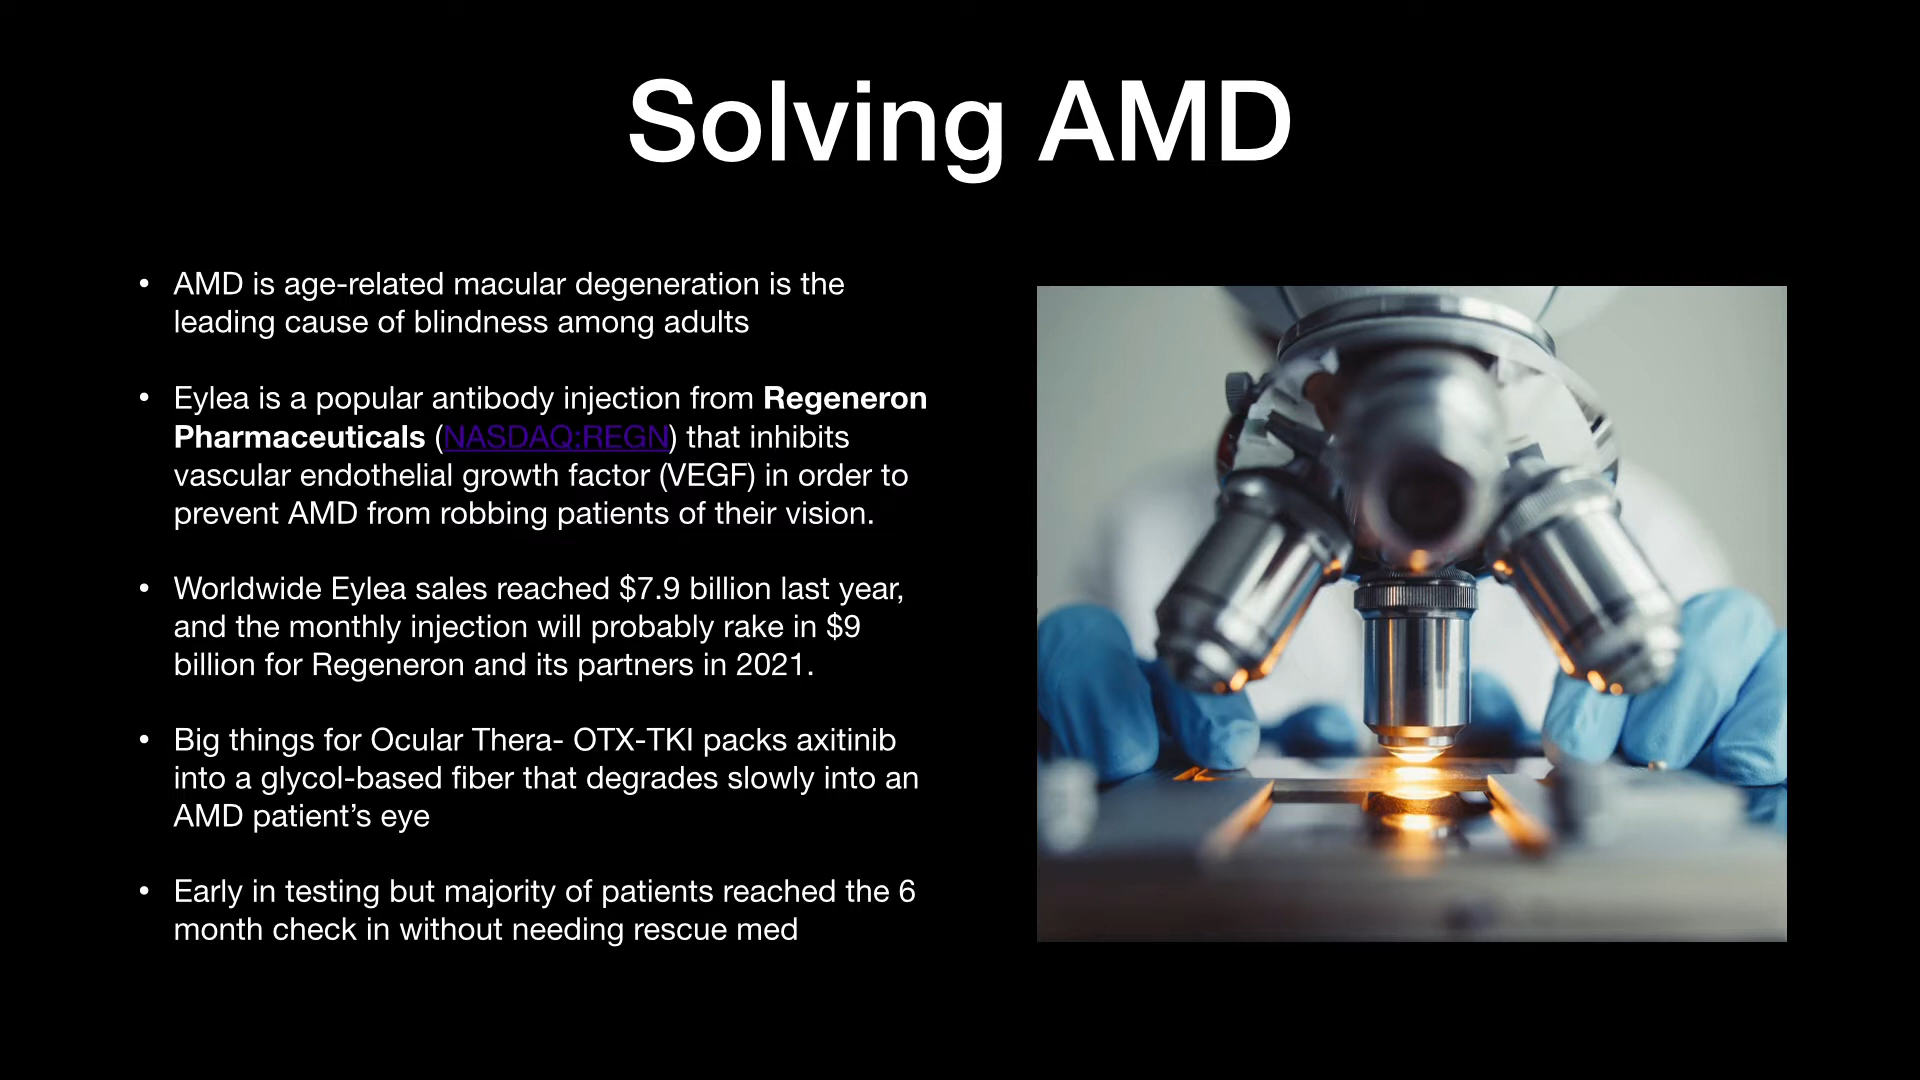 Solving AMD
• AMD is age-related macular degeneration is the
leading cause of blindness among adults
• Eylea is a popular antibody injection from Regeneron
Pharmaceuticals (NASDAQ:REGN) that inhibits
vascular endothelial growth factor (VEGF) in order to
prevent AMD from robbing patients of their vision.
• Worldwide Eylea sales reached $7.9 billion last year,
and the monthly injection will probably rake in $9
billion for Regeneron and its partners in 2021.
• Big things for Ocular Thera- OTX-TKI packs axitinib
into a glycol-based fiber that degrades slowly into an
AMD patient’s eye
• Early in testing but majority of patients reached the 6
month check in without needing rescue med